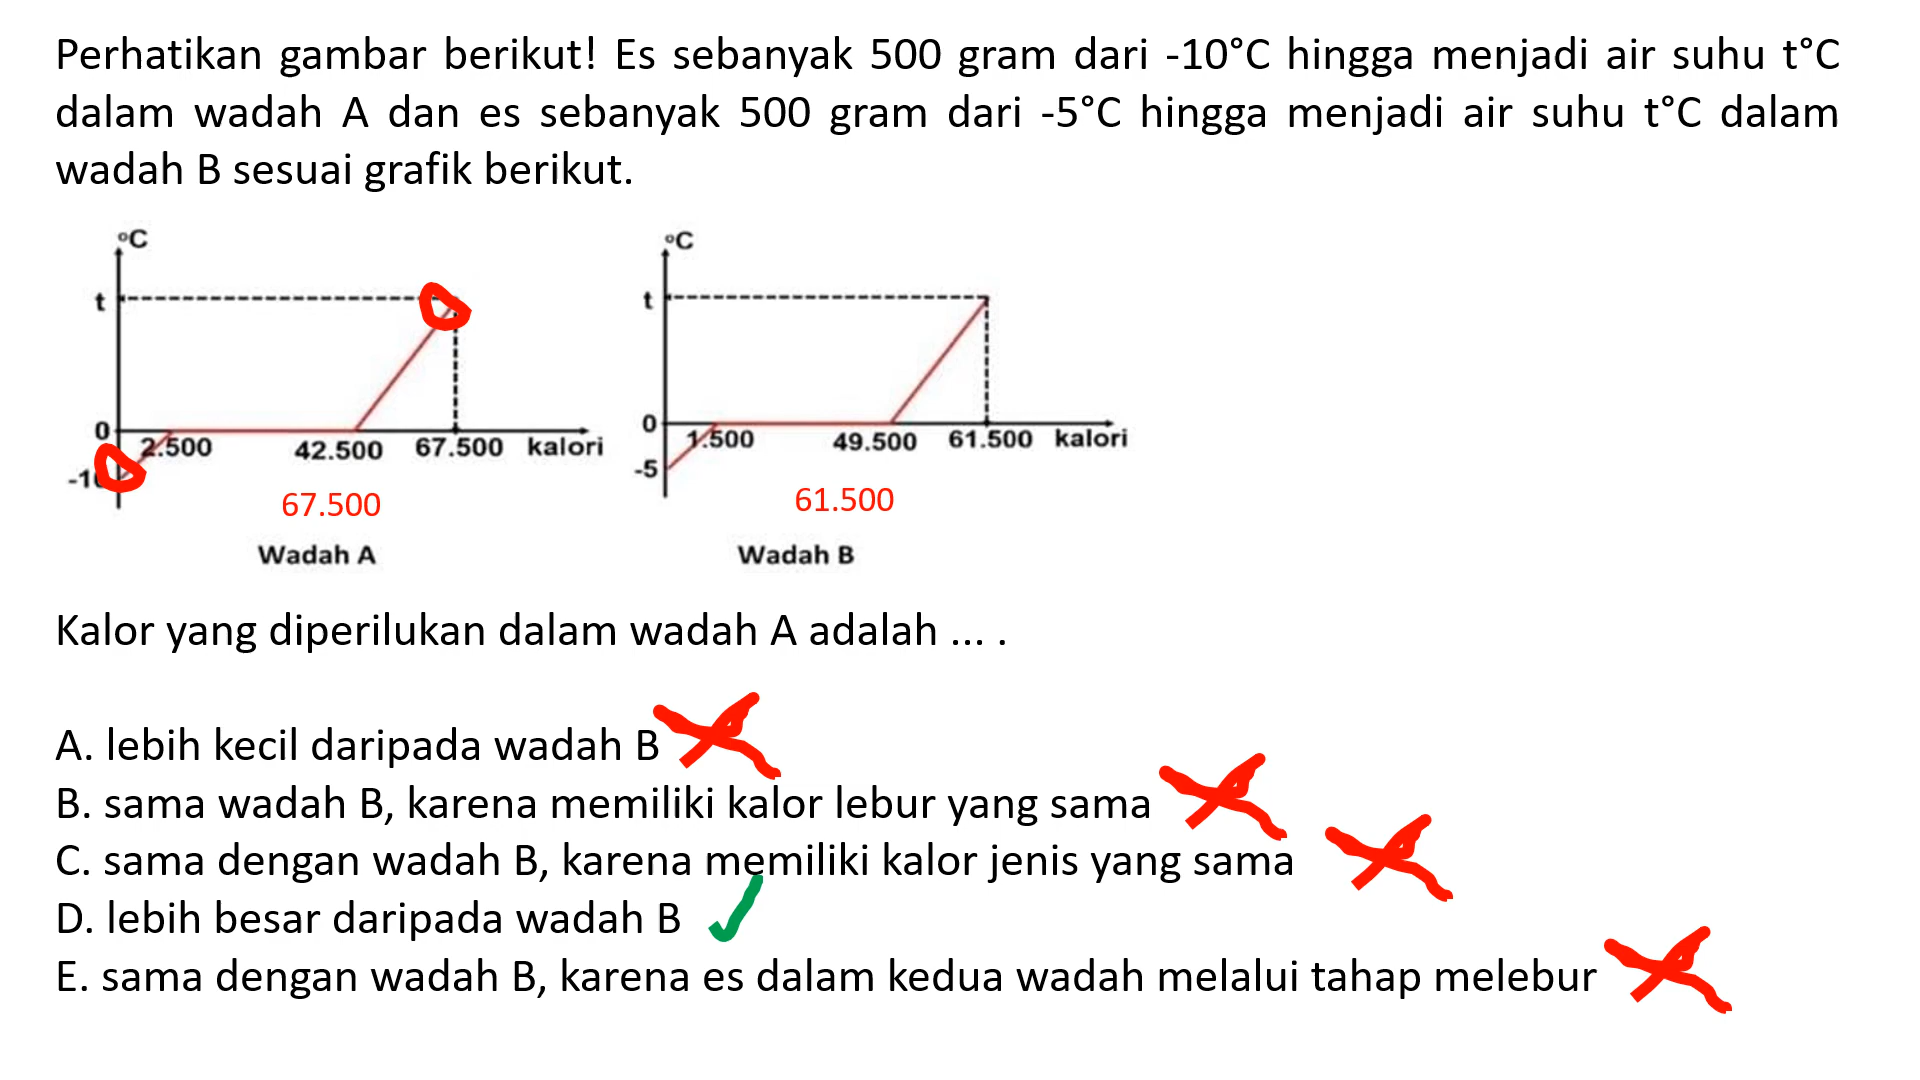 Perhatikan gambar berikut! Es sebanyak 500 gram dari -10°C hingga menjadi air suhu t°C
dalam wadah A dan es sebanyak 500 gram dari -5°C hingga menjadi air suhu t°C dalam
wadah B sesuai grafik berikut.
°C
t
0
2.500 42.500 67.500 kalori
-10
67.500
Wadah A
°C
t
0
1.500 49.500 61.500 kalori
-5
61.500
Wadah B
Kalor yang diperilukan dalam wadah A adalah ... .
A. lebih kecil daripada wadah B
B. sama wadah B, karena memiliki kalor lebur yang sama
C. sama dengan wadah B, karena memiliki kalor jenis yang sama
D. lebih besar daripada wadah B
E. sama dengan wadah B, karena es dalam kedua wadah melalui tahap melebur